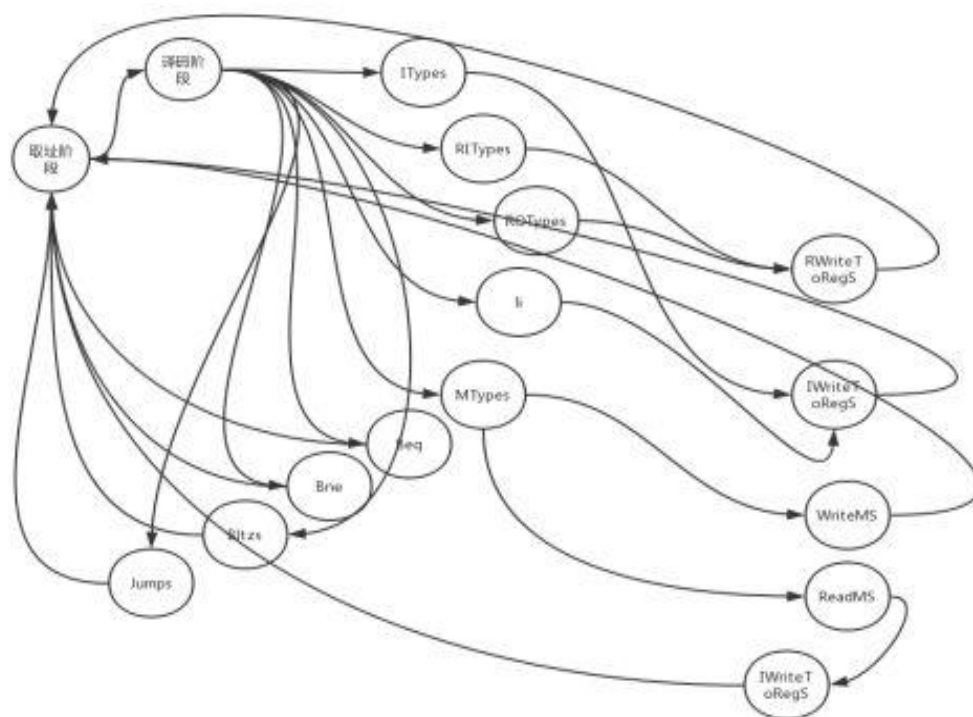 译码阶
段
ITypes
取址阶
段
RITypes
ROTypes
RWriteT
oRegS
li
MTypes
IWriteT
oRegS
Beq
Bne
WriteMS
Bltzs
Jumps
ReadMS
IWriteT
oRegS